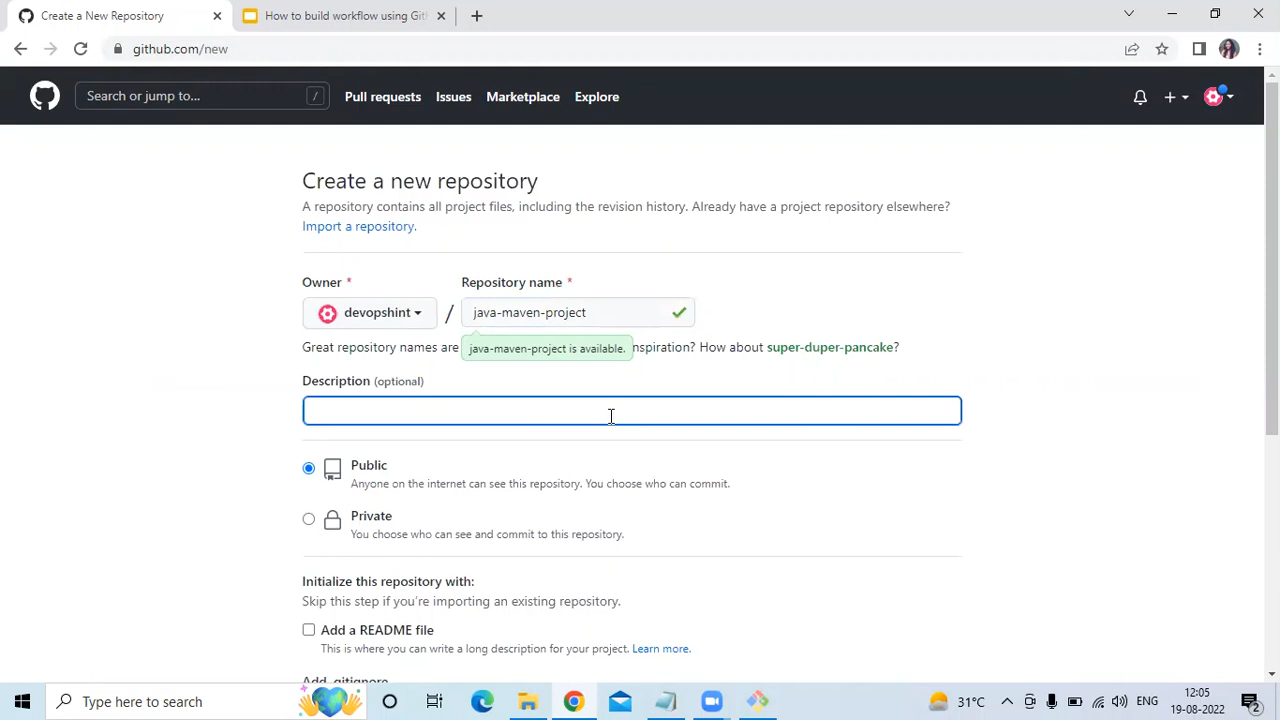 Create a New Repository
How to build workflow using Git
github.com/new
Search or jump to...
/
Pull requests
Issues
Marketplace
Explore
Create a new repository
A repository contains all project files, including the revision history. Already have a project repository elsewhere?
Import a repository.
Owner *
Repository name *
devopshint
/
java-maven-project
Great repository names are
java-maven-project is available.
nspiration? How about super-duper-pancake?
Description (optional)
Public
Anyone on the internet can see this repository. You choose who can commit.
Private
You choose who can see and commit to this repository.
Initialize this repository with:
Skip this step if you're importing an existing repository.
Add a README file
This is where you can write a long description for your project. Learn more.
Add .gitignore
Type here to search
31°C
ENG
12:05
19-08-2022
2